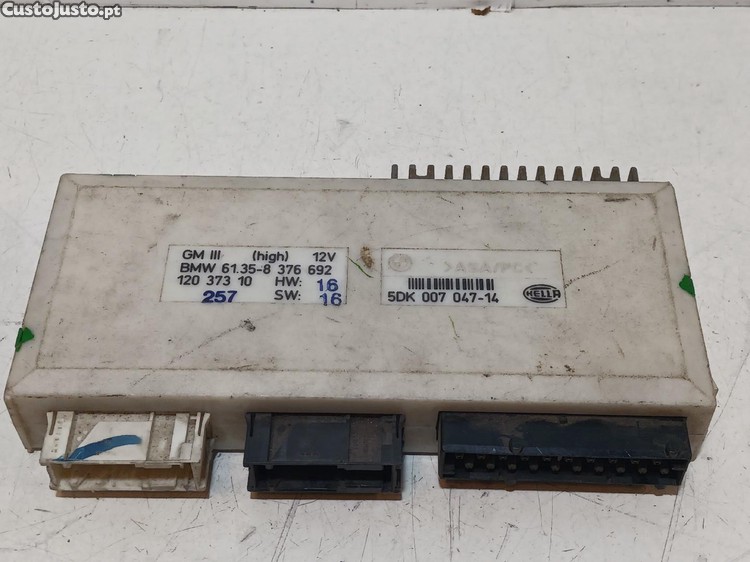 CustoJusto.pt
GM III (high) 12V
BMW 61.35-8 376 692
120 373 10 HW: 16
257 SW: 16
5DK 007 047-14
HELLA